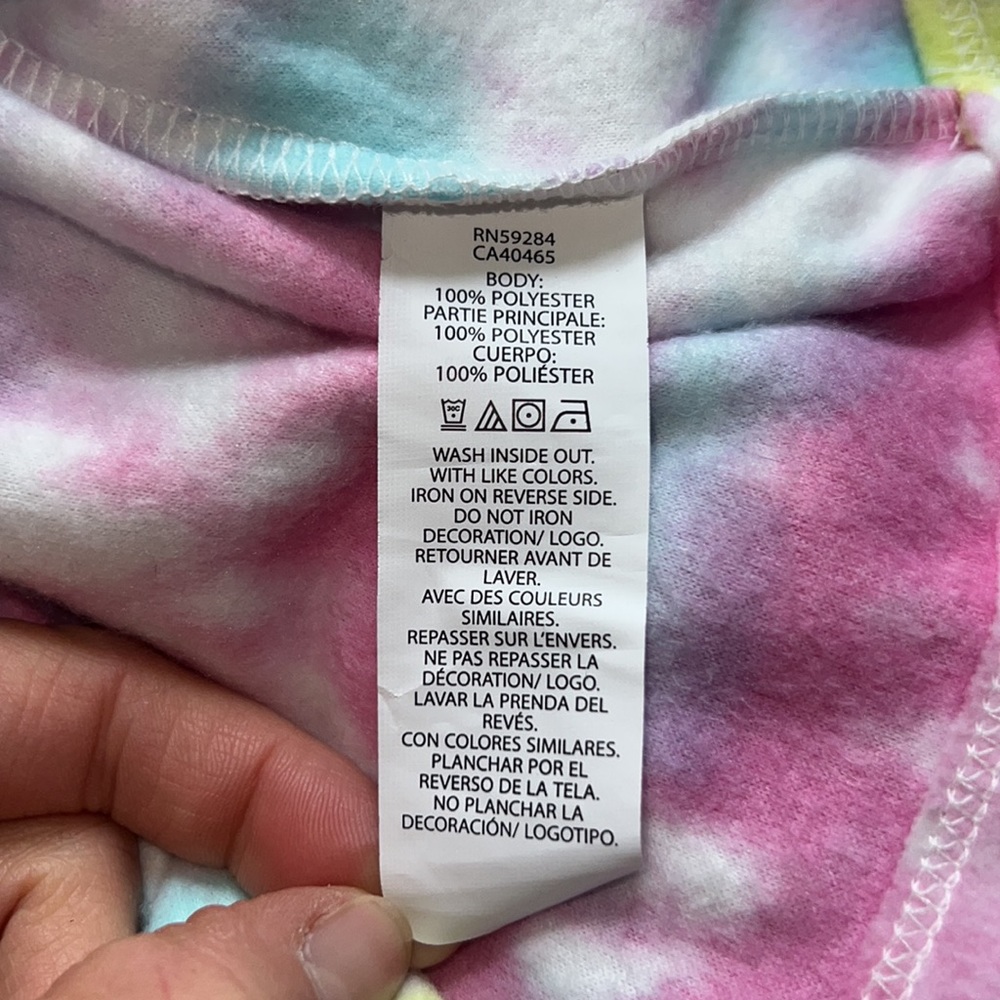 RN59284
CA40465
BODY:
100% POLYESTER
PARTIE PRINCIPALE:
100% POLYESTER
CUERPO:
100% POLIÉSTER
30C
WASH INSIDE OUT.
WITH LIKE COLORS.
IRON ON REVERSE SIDE.
DO NOT IRON
DECORATION/ LOGO.
RETOURNER AVANT DE
LAVER.
AVEC DES COULEURS
SIMILAIRES.
REPASSER SUR L'ENVERS.
NE PAS REPASSER LA
DÉCORATION/ LOGO.
LAVAR LA PRENDA DEL
REVÉS.
CON COLORES SIMILARES.
PLANCHAR POR EL
REVERSO DE LA TELA.
NO PLANCHAR LA
DECORACIÓN/ LOGOTIPO.